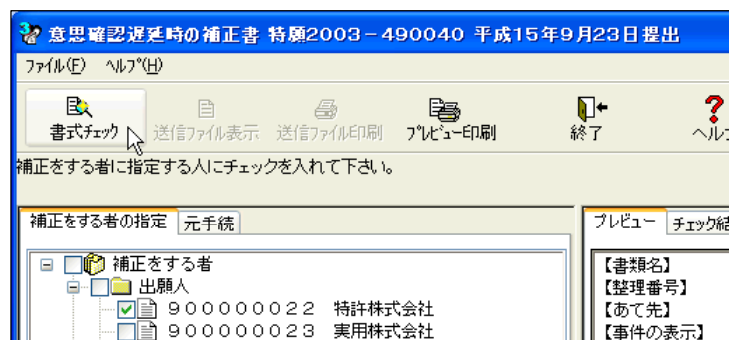 意思確認遅延時の補正書 特願2003-490040 平成15年9月23日提出
ファイル(F) ヘルプ(H)
書式チェック 送信ファイル表示 送信ファイル印刷 プレビュー印刷 終了 ヘル
補正をする者に指定する人にチェックを入れて下さい。
補正をする者の指定 元手続
補正をする者
出願人
900000022 特許株式会社
900000023 実用株式会社
プレビュー チェック結
【書類名】
【整理番号】
【あて先】
【事件の表示】